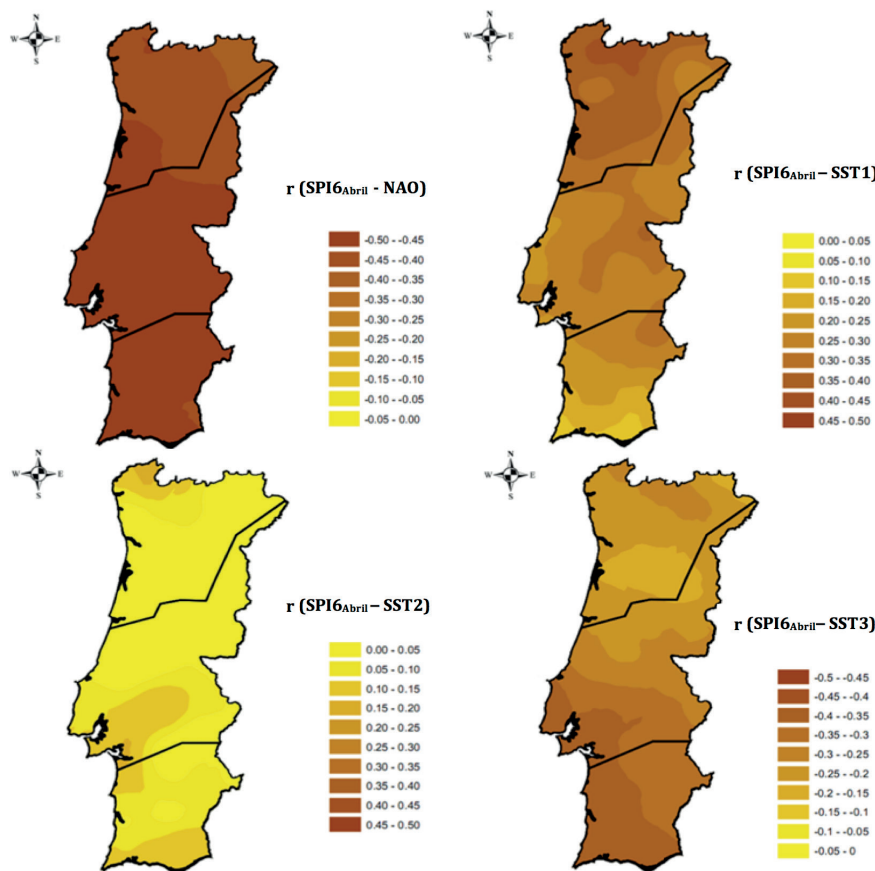 N
W E
S
r (SPI6Abril - NAO)
-0.50 - -0.45
-0.45 - -0.40
-0.40 - -0.35
-0.35 - -0.30
-0.30 - -0.25
-0.25 - -0.20
-0.20 - -0.15
-0.15 - -0.10
-0.10 - -0.05
-0.05 - 0.00
N
W E
S
r (SPI6Abril – SST1)
0.00 - 0.05
0.05 - 0.10
0.10 - 0.15
0.15 - 0.20
0.20 - 0.25
0.25 - 0.30
0.30 - 0.35
0.35 - 0.40
0.40 - 0.45
0.45 - 0.50
N
W E
S
r (SPI6Abril – SST2)
0.00 - 0.05
0.05 - 0.10
0.10 - 0.15
0.15 - 0.20
0.20 - 0.25
0.25 - 0.30
0.30 - 0.35
0.35 - 0.40
0.40 - 0.45
0.45 - 0.50
N
W E
S
r (SPI6Abril – SST3)
-0.5 - -0.45
-0.45 - -0.4
-0.4 - -0.35
-0.35 - -0.3
-0.3 - -0.25
-0.25 - -0.2
-0.2 - -0.15
-0.15 - -0.1
-0.1 - -0.05
-0.05 - 0